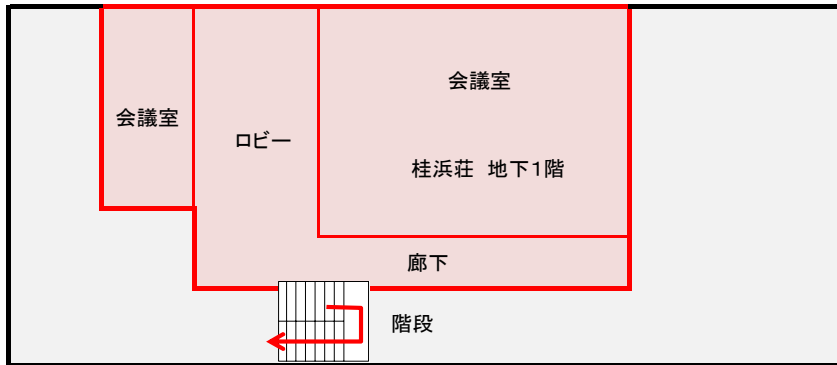 会議室
会議室
ロビー
桂浜荘 地下1階
廊下
階段